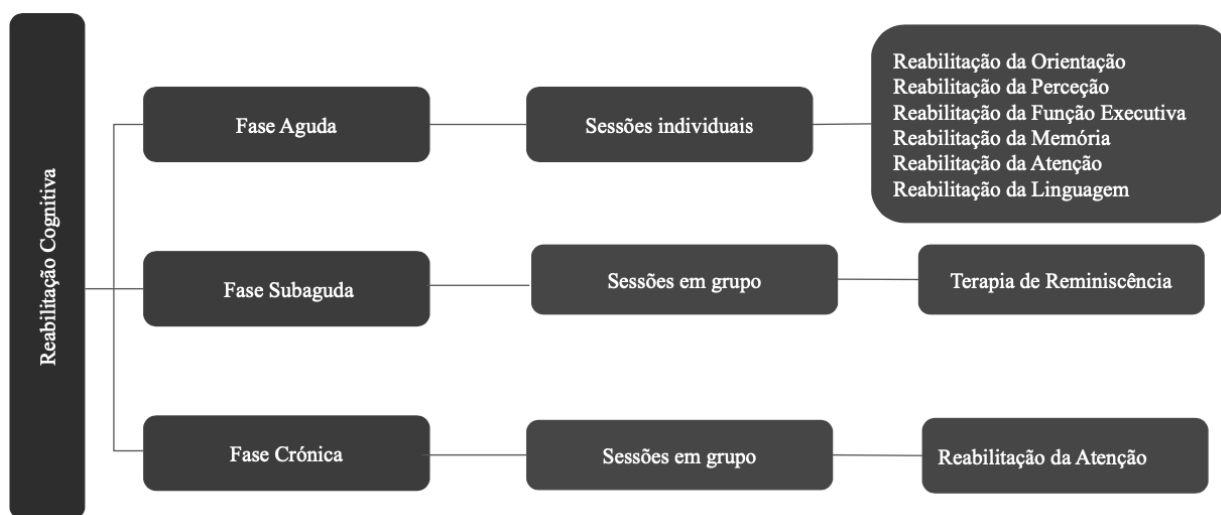 Reabilitação Cognitiva
Fase Aguda
Sessões individuais
Reabilitação da Orientação
Reabilitação da Perceção
Reabilitação da Função Executiva
Reabilitação da Memória
Reabilitação da Atenção
Reabilitação da Linguagem
Fase Subaguda
Sessões em grupo
Terapia de Reminiscência
Fase Crónica
Sessões em grupo
Reabilitação da Atenção